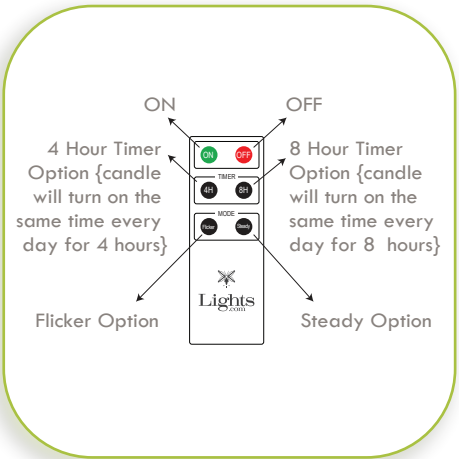 ON
OFF
ON
OFF
4 Hour Timer
Option {candle
will turn on the
same time every
day for 4 hours}
TIMER
4H
8H
8 Hour Timer
Option {candle
will turn on the
same time every
day for 8 hours}
MODE
Flicker
Steady
Lights
.com
Flicker Option
Steady Option